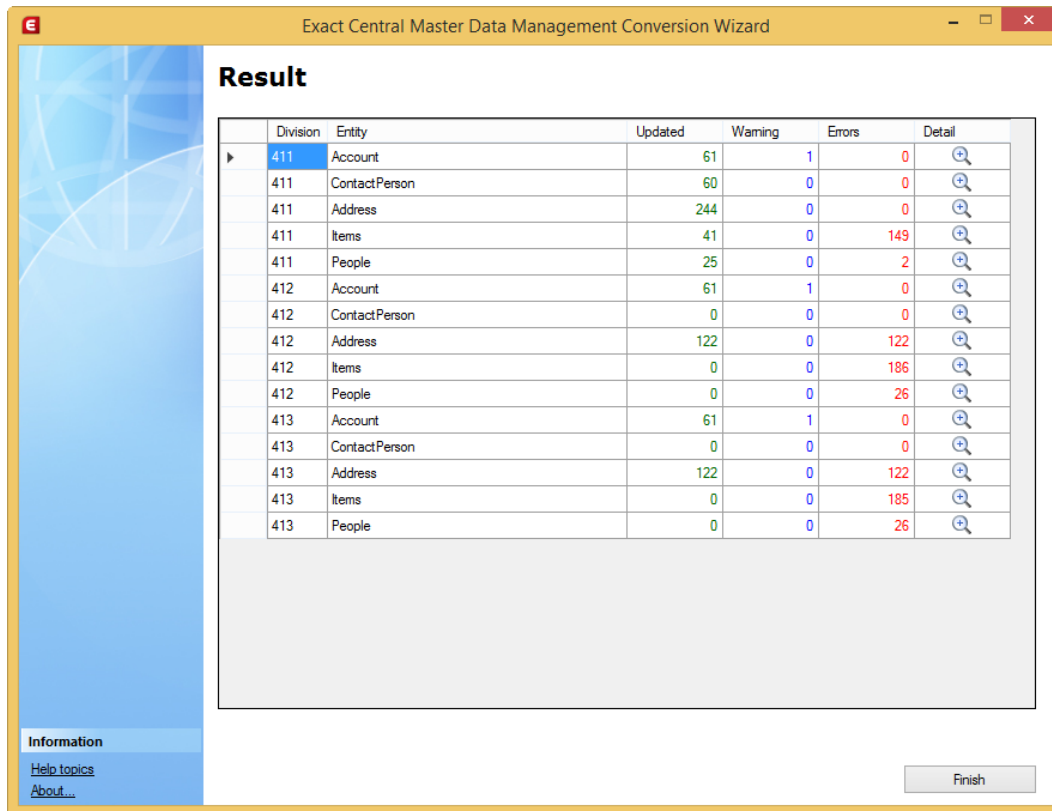 Exact Central Master Data Management Conversion Wizard
Result
Division Entity Updated Warning Errors Detail
411 Account 61 1 0
411 ContactPerson 60 0 0
411 Address 244 0 0
411 Items 41 0 149
411 People 25 0 2
412 Account 61 1 0
412 ContactPerson 0 0 0
412 Address 122 0 122
412 Items 0 0 186
412 People 0 0 26
413 Account 61 1 0
413 ContactPerson 0 0 0
413 Address 122 0 122
413 Items 0 0 185
413 People 0 0 26
Information
Help topics
About...
Finish